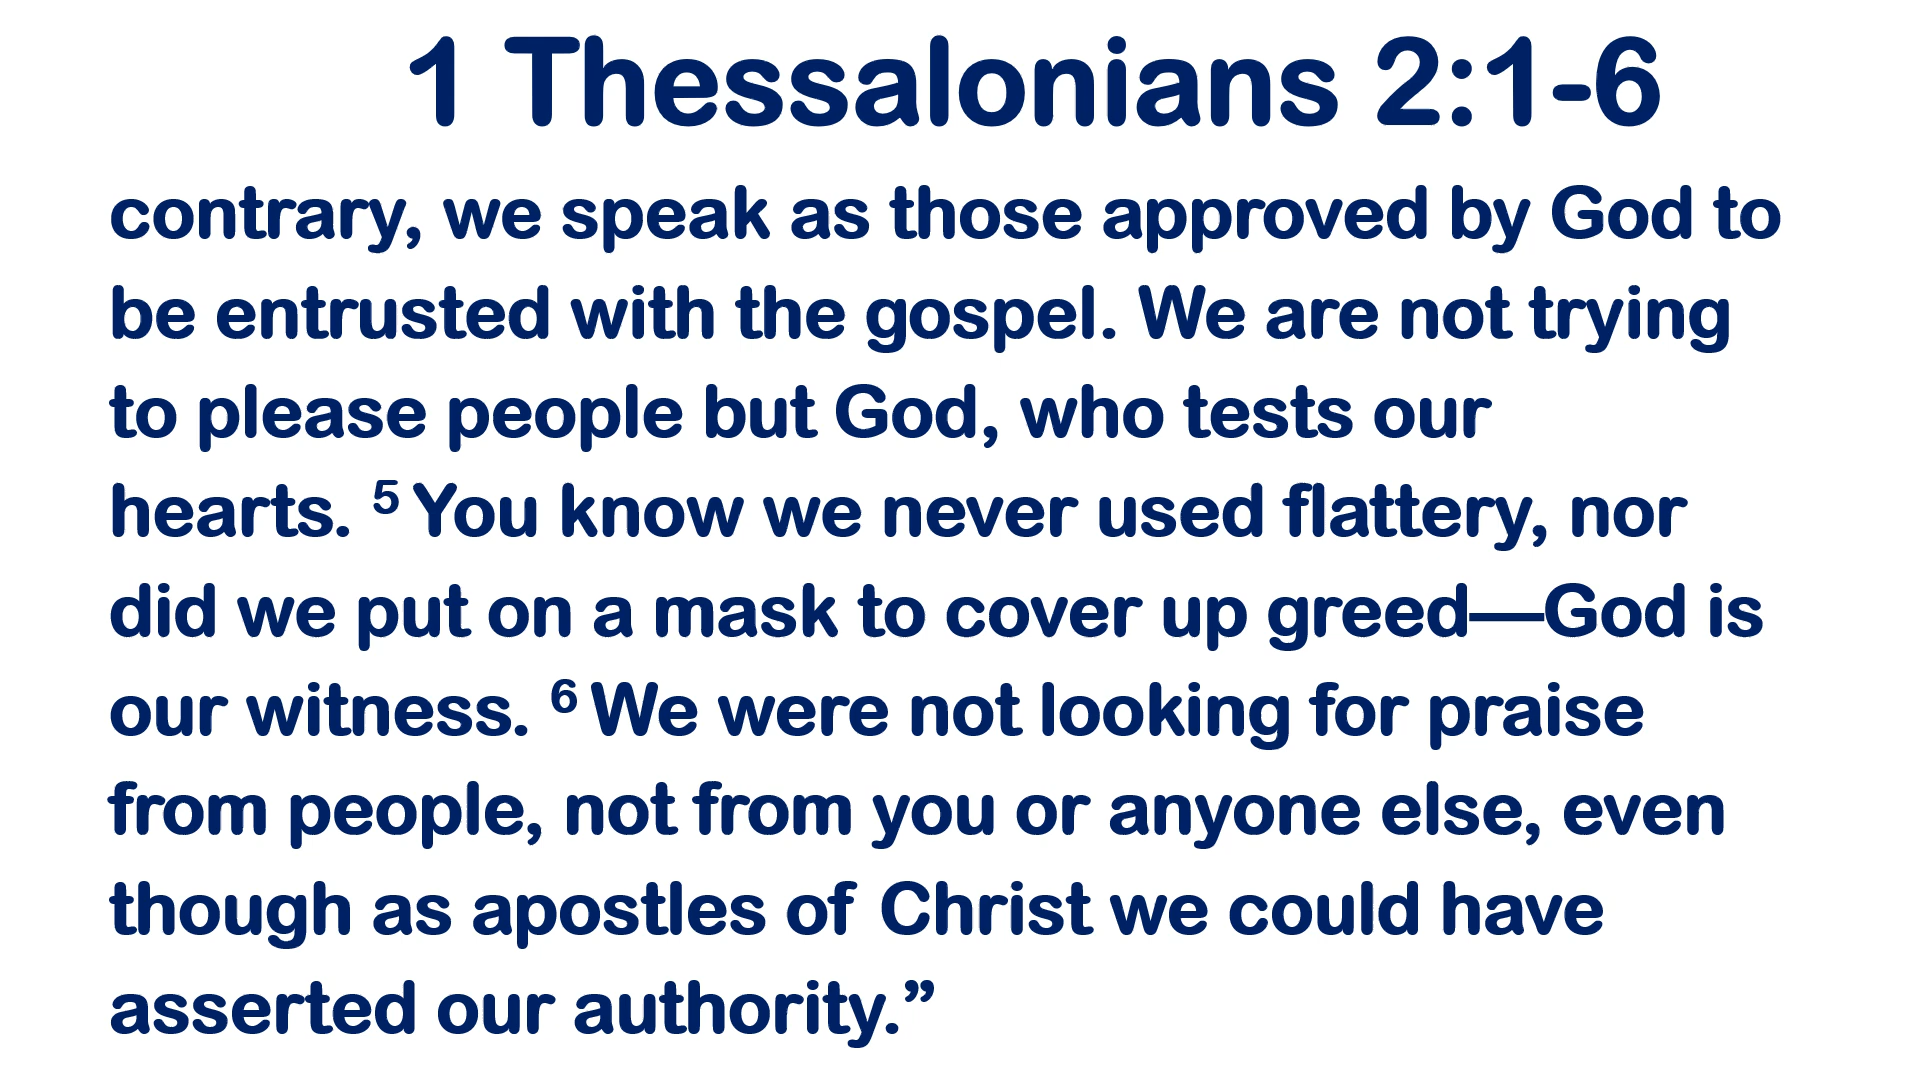 1 Thessalonians 2:1-6
contrary, we speak as those approved by God to
be entrusted with the gospel. We are not trying
to please people but God, who tests our
hearts. ⁵ You know we never used flattery, nor
did we put on a mask to cover up greed—God is
our witness. ⁶ We were not looking for praise
from people, not from you or anyone else, even
though as apostles of Christ we could have
asserted our authority.”